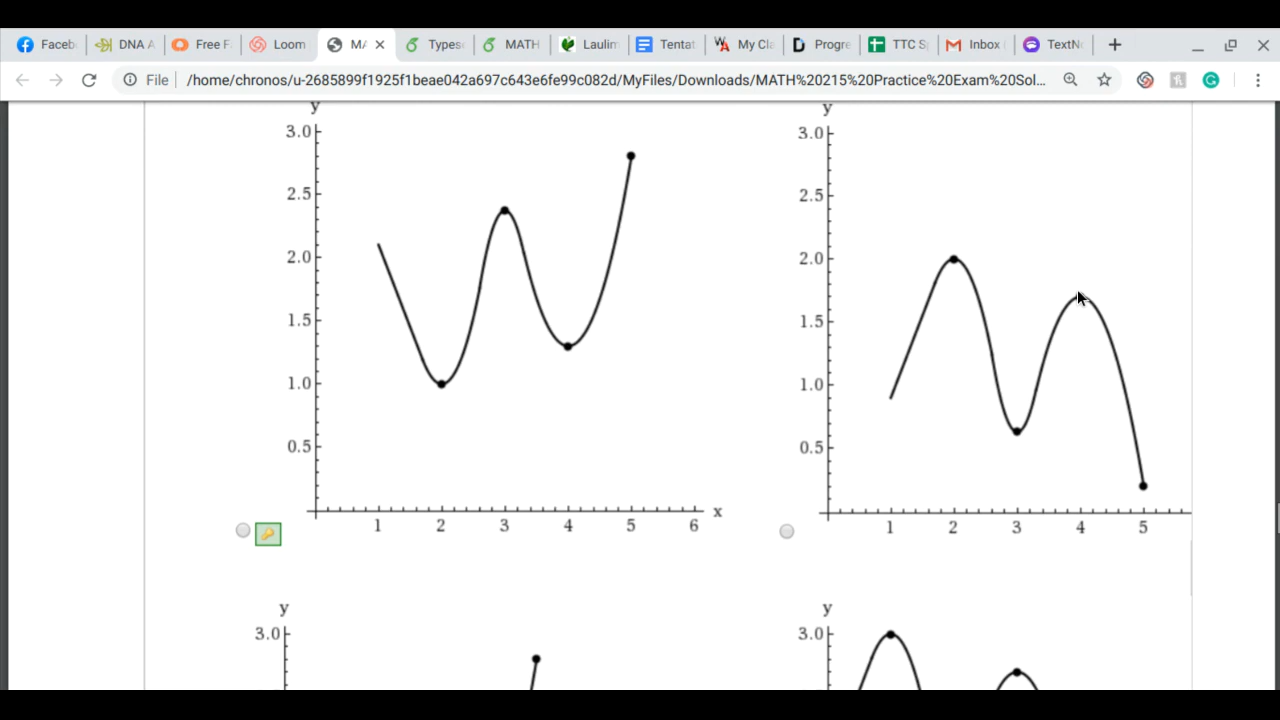 Faceb DNA A Free F Loom MA Types MATH Laulim Tentat My Cla Progre TTC S Inbox TextN
File /home/chronos/u-2685899f1925f1beae042a697c643e6fe99c082d/MyFiles/Downloads/MATH%20215%20Practice%20Exam%20Sol...
y
3.0
2.5
2.0
1.5
1.0
0.5
1 2 3 4 5 6 x
y
3.0
2.5
2.0
1.5
1.0
0.5
1 2 3 4 5
y
3.0
y
3.0